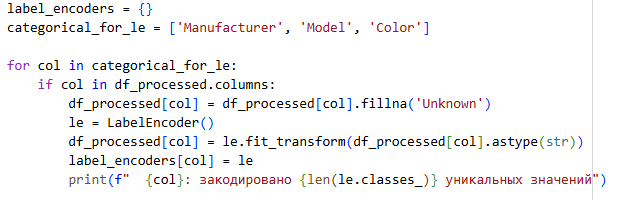 label_encoders = {}
categorical_for_le = ['Manufacturer', 'Model', 'Color']

for col in categorical_for_le:
    if col in df_processed.columns:
        df_processed[col] = df_processed[col].fillna('Unknown')
        le = LabelEncoder()
        df_processed[col] = le.fit_transform(df_processed[col].astype(str))
        label_encoders[col] = le
        print(f"  {col}: закодировано {len(le.classes_)} уникальных значений")